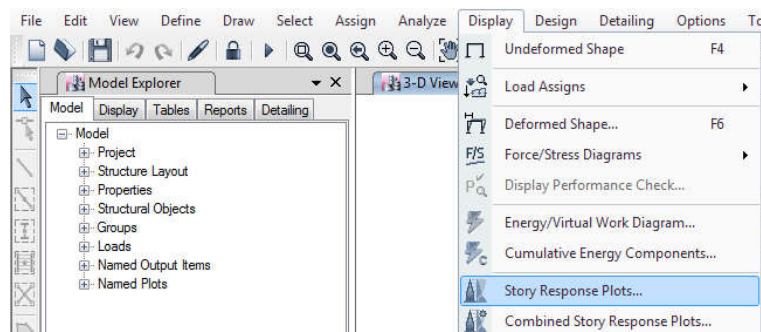 File Edit View Define Draw Select Assign Analyze Display Design Detailing Options
Model Explorer
3-D View
Model Display Tables Reports Detailing
Model
Project
Structure Layout
Properties
Structural Objects
Groups
Loads
Named Output Items
Named Plots
Undeformed Shape F4
Load Assigns
Deformed Shape... F6
F/S Force/Stress Diagrams
Display Performance Check...
Energy/Virtual Work Diagram...
Cumulative Energy Components...
Story Response Plots...
Combined Story Response Plots...